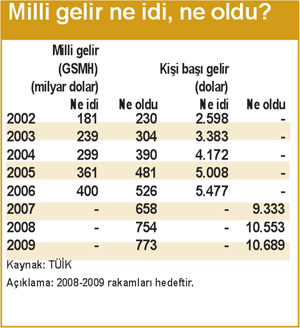 Milli gelir ne idi, ne oldu?
Milli gelir
(GSMH) Kişi başı gelir
(milyar dolar) (dolar)
Ne idi Ne oldu Ne idi Ne oldu
2002 181 230 2.598 -
2003 239 304 3.383 -
2004 299 390 4.172 -
2005 361 481 5.008 -
2006 400 526 5.477 -
2007 - 658 - 9.333
2008 - 754 - 10.553
2009 - 773 - 10.689
Kaynak: TÜİK
Açıklama: 2008-2009 rakamları hedeftir.